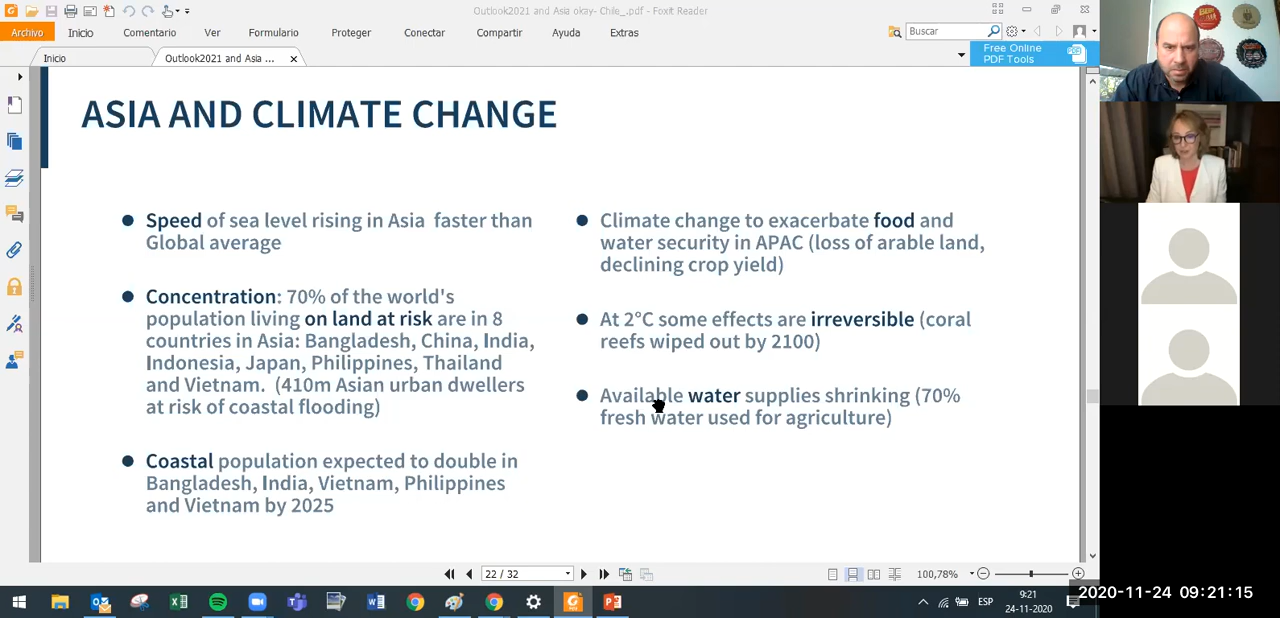 Outlook2021 and Asia okay- Chile_.pdf - Foxit Reader
Archivo Inicio Comentario Ver Formulario Proteger Conectar Compartir Ayuda Extras
Buscar
Inicio
Outlook2021 and Asia ...
Free Online
PDF Tools
ASIA AND CLIMATE CHANGE
Speed of sea level rising in Asia faster than
Global average
Concentration: 70% of the world's
population living on land at risk are in 8
countries in Asia: Bangladesh, China, India,
Indonesia, Japan, Philippines, Thailand
and Vietnam. (410m Asian urban dwellers
at risk of coastal flooding)
Coastal population expected to double in
Bangladesh, India, Vietnam, Philippines
and Vietnam by 2025
Climate change to exacerbate food and
water security in APAC (loss of arable land,
declining crop yield)
At 2°C some effects are irreversible (coral
reefs wiped out by 2100)
Available water supplies shrinking (70%
fresh water used for agriculture)
22 / 32
100,78%
ESP
9:21
24-11-2020
2020-11-24 09:21:15